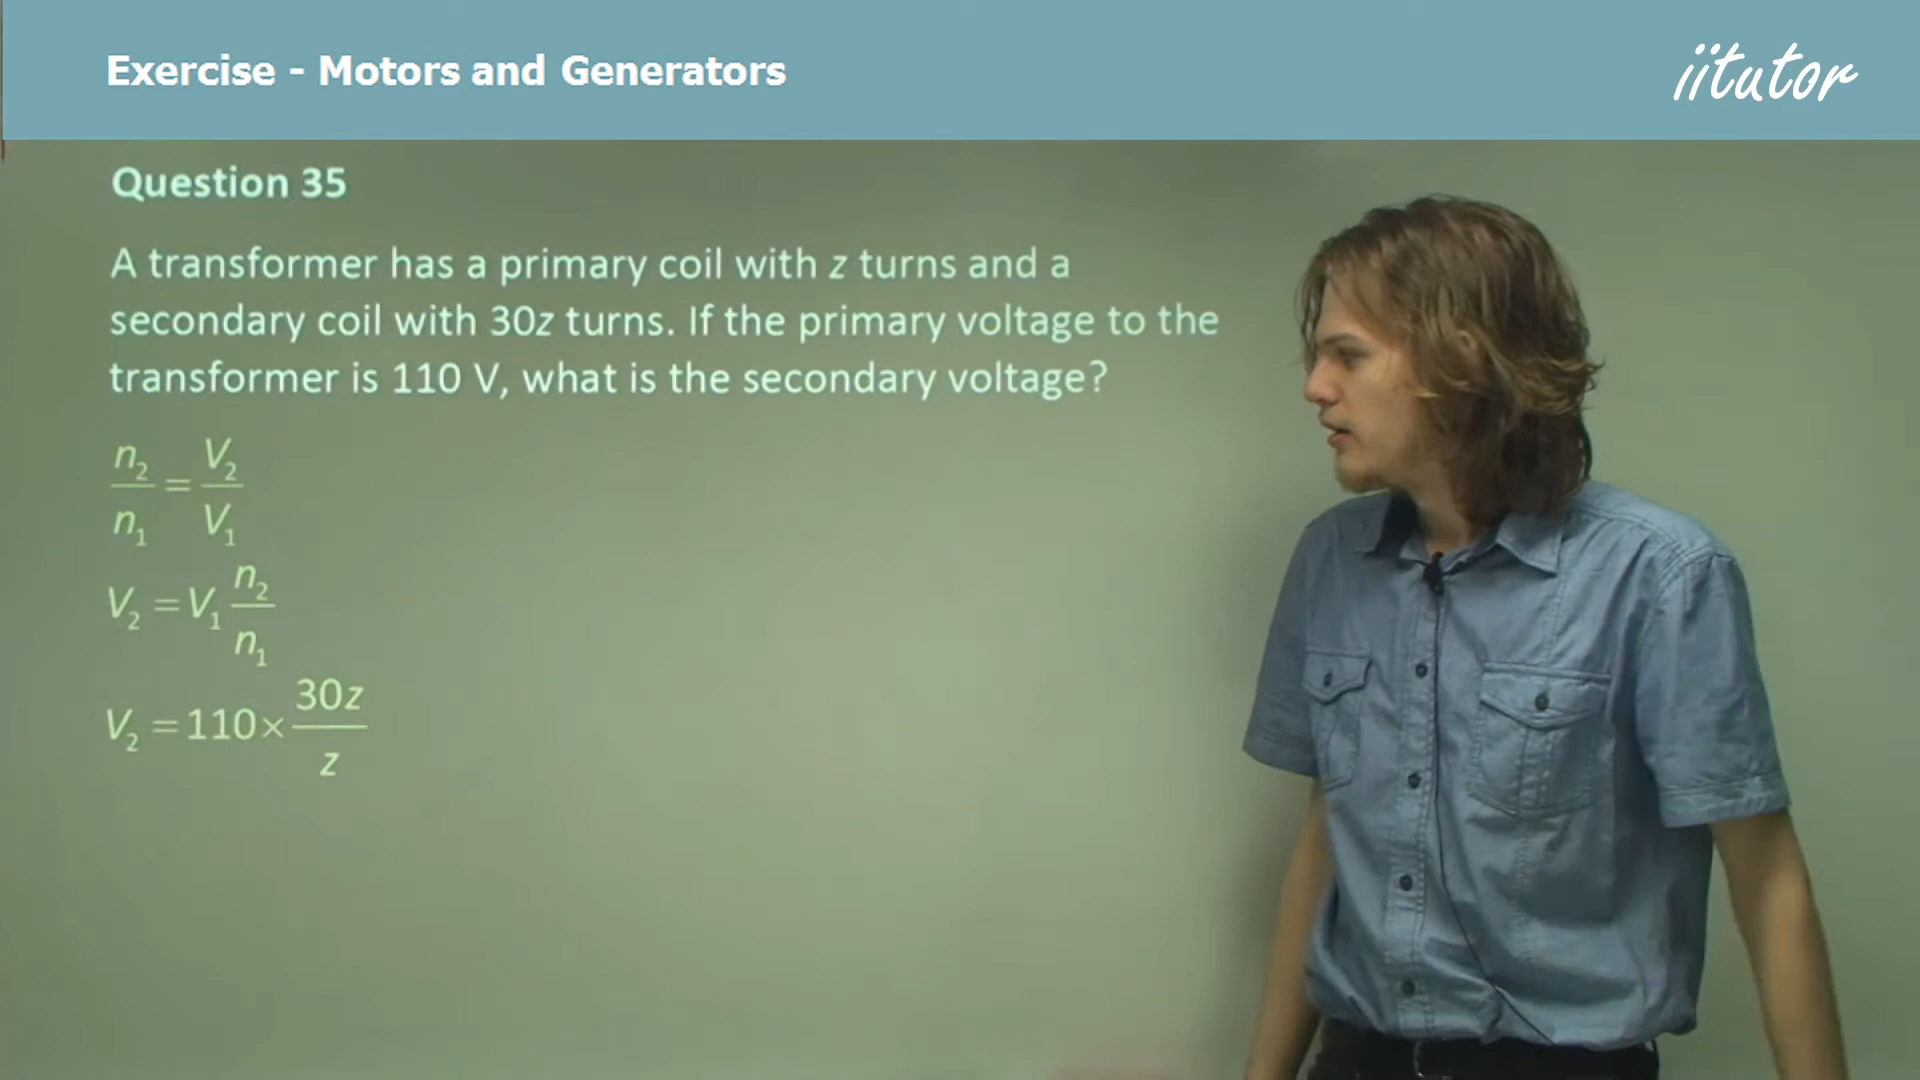 Exercise - Motors and Generators
iitutor
Question 35
A transformer has a primary coil with z turns and a
secondary coil with 30z turns. If the primary voltage to the
transformer is 110 V, what is the secondary voltage?
n₂/n₁ = V₂/V₁
V₂ = V₁ n₂/n₁
V₂ = 110 × 30z/z